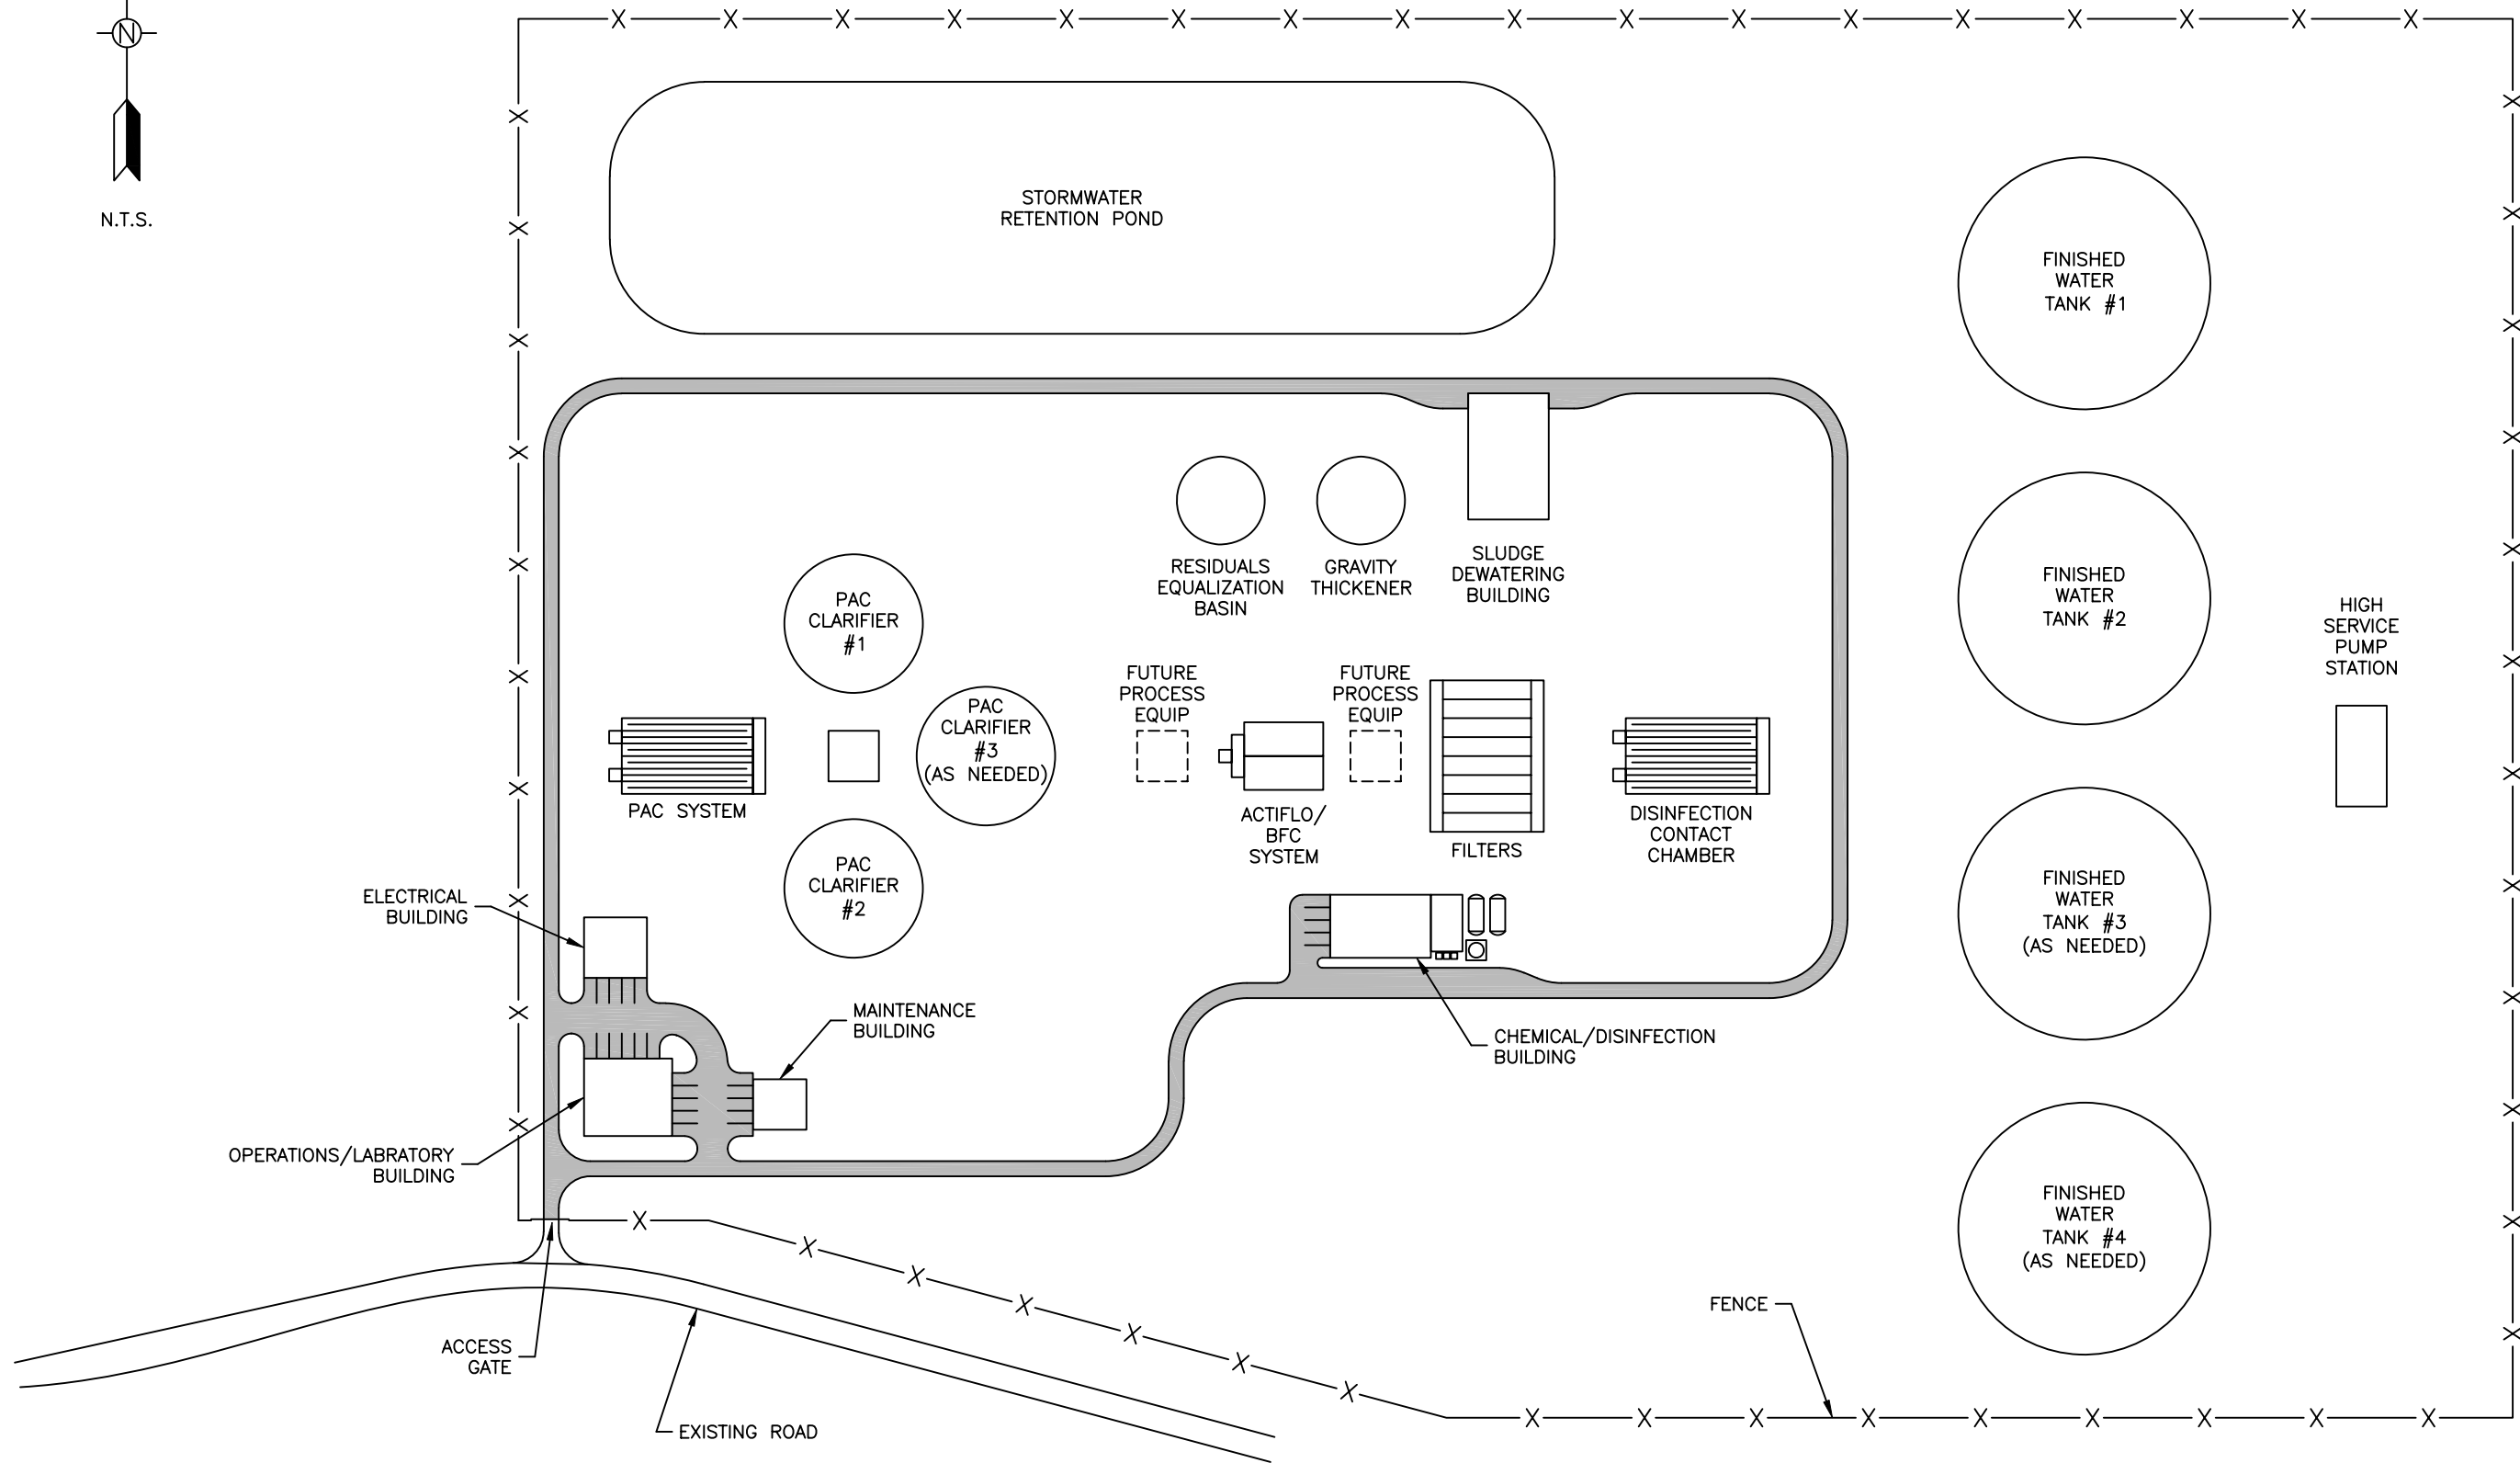 N
N.T.S.
STORMWATER
RETENTION POND
FINISHED
WATER
TANK #1
FINISHED
WATER
TANK #2
HIGH
SERVICE
PUMP
STATION
RESIDUALS
EQUALIZATION
BASIN
GRAVITY
THICKENER
SLUDGE
DEWATERING
BUILDING
PAC
CLARIFIER
#1
PAC
CLARIFIER
#3
(AS NEEDED)
FUTURE
PROCESS
EQUIP
FUTURE
PROCESS
EQUIP
PAC SYSTEM
ACTIFLO/
BFC
SYSTEM
FILTERS
DISINFECTION
CONTACT
CHAMBER
PAC
CLARIFIER
#2
FINISHED
WATER
TANK #3
(AS NEEDED)
ELECTRICAL
BUILDING
MAINTENANCE
BUILDING
CHEMICAL/DISINFECTION
BUILDING
OPERATIONS/LABRATORY
BUILDING
FINISHED
WATER
TANK #4
(AS NEEDED)
FENCE
ACCESS
GATE
EXISTING ROAD